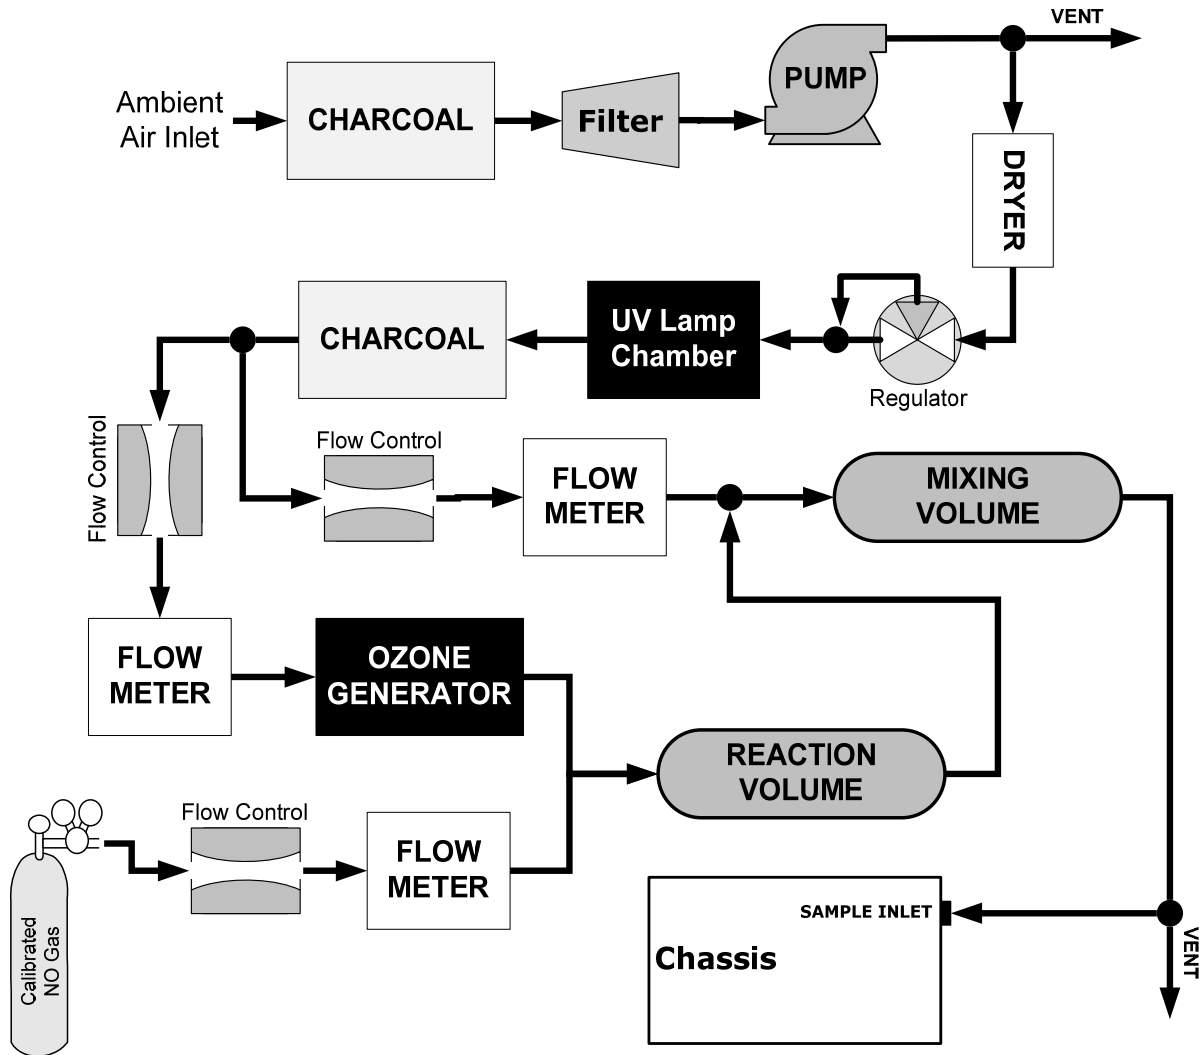 VENT
Ambient
Air Inlet
CHARCOAL
Filter
PUMP
DRYER
CHARCOAL
UV Lamp
Chamber
Regulator
Flow Control
Flow Control
FLOW
METER
MIXING
VOLUME
FLOW
METER
OZONE
GENERATOR
REACTION
VOLUME
Flow Control
FLOW
METER
Calibrated
NO Gas
SAMPLE INLET
Chassis
VENT